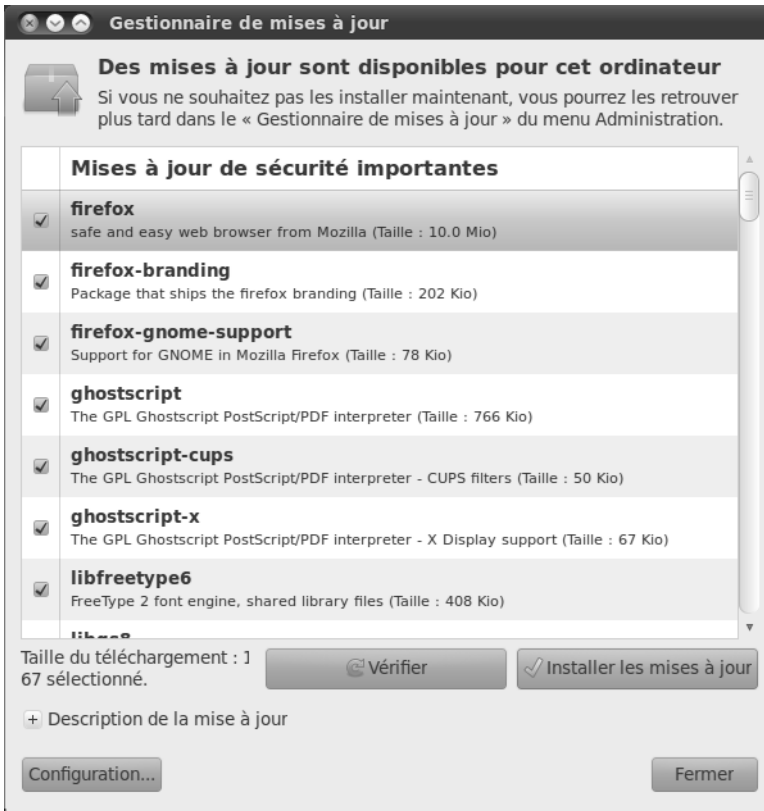 Gestionnaire de mises à jour
Des mises à jour sont disponibles pour cet ordinateur
Si vous ne souhaitez pas les installer maintenant, vous pourrez les retrouver
plus tard dans le « Gestionnaire de mises à jour » du menu Administration.
Mises à jour de sécurité importantes
firefox
safe and easy web browser from Mozilla (Taille : 10.0 Mio)
firefox-branding
Package that ships the firefox branding (Taille : 202 Kio)
firefox-gnome-support
Support for GNOME in Mozilla Firefox (Taille : 78 Kio)
ghostscript
The GPL Ghostscript PostScript/PDF interpreter (Taille : 766 Kio)
ghostscript-cups
The GPL Ghostscript PostScript/PDF interpreter - CUPS filters (Taille : 50 Kio)
ghostscript-x
The GPL Ghostscript PostScript/PDF interpreter - X Display support (Taille : 67 Kio)
libfreetype6
FreeType 2 font engine, shared library files (Taille : 408 Kio)
Taille du téléchargement : 1
67 sélectionné.
Vérifier
Installer les mises à jour
Description de la mise à jour
Configuration...
Fermer